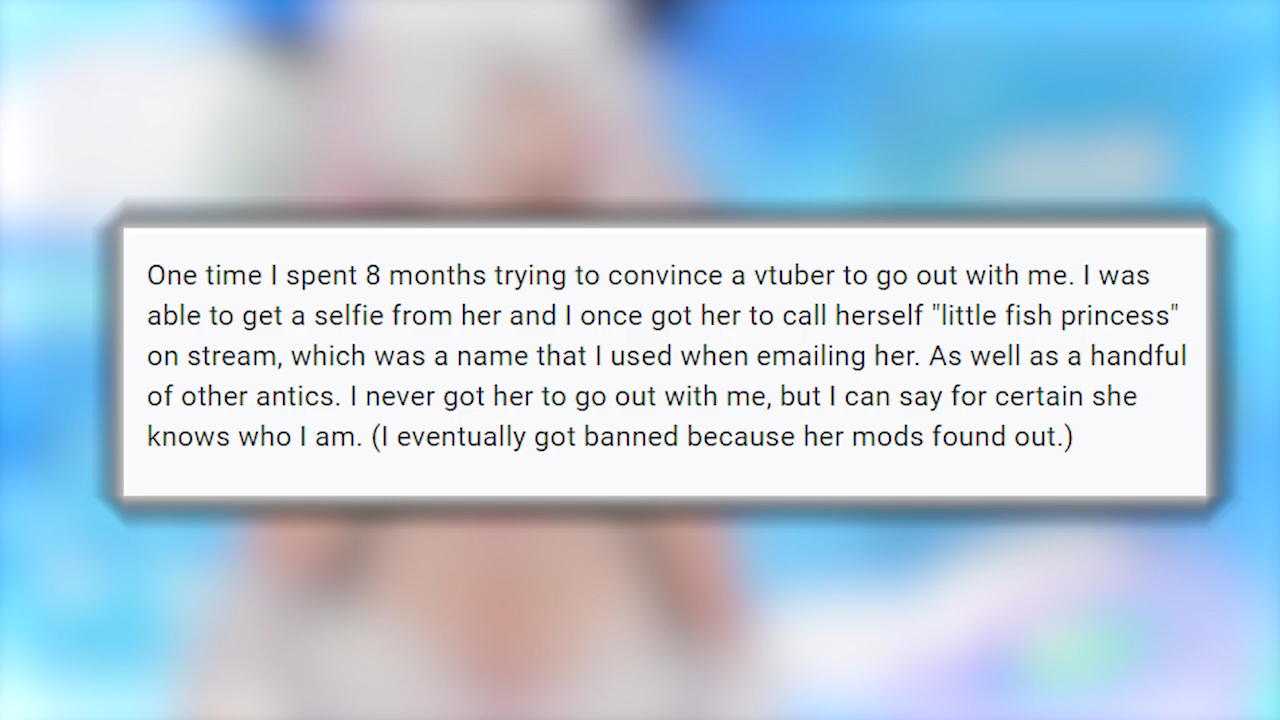 One time I spent 8 months trying to convince a vtuber to go out with me. I was
able to get a selfie from her and I once got her to call herself "little fish princess"
on stream, which was a name that I used when emailing her. As well as a handful
of other antics. I never got her to go out with me, but I can say for certain she
knows who I am. (I eventually got banned because her mods found out.)